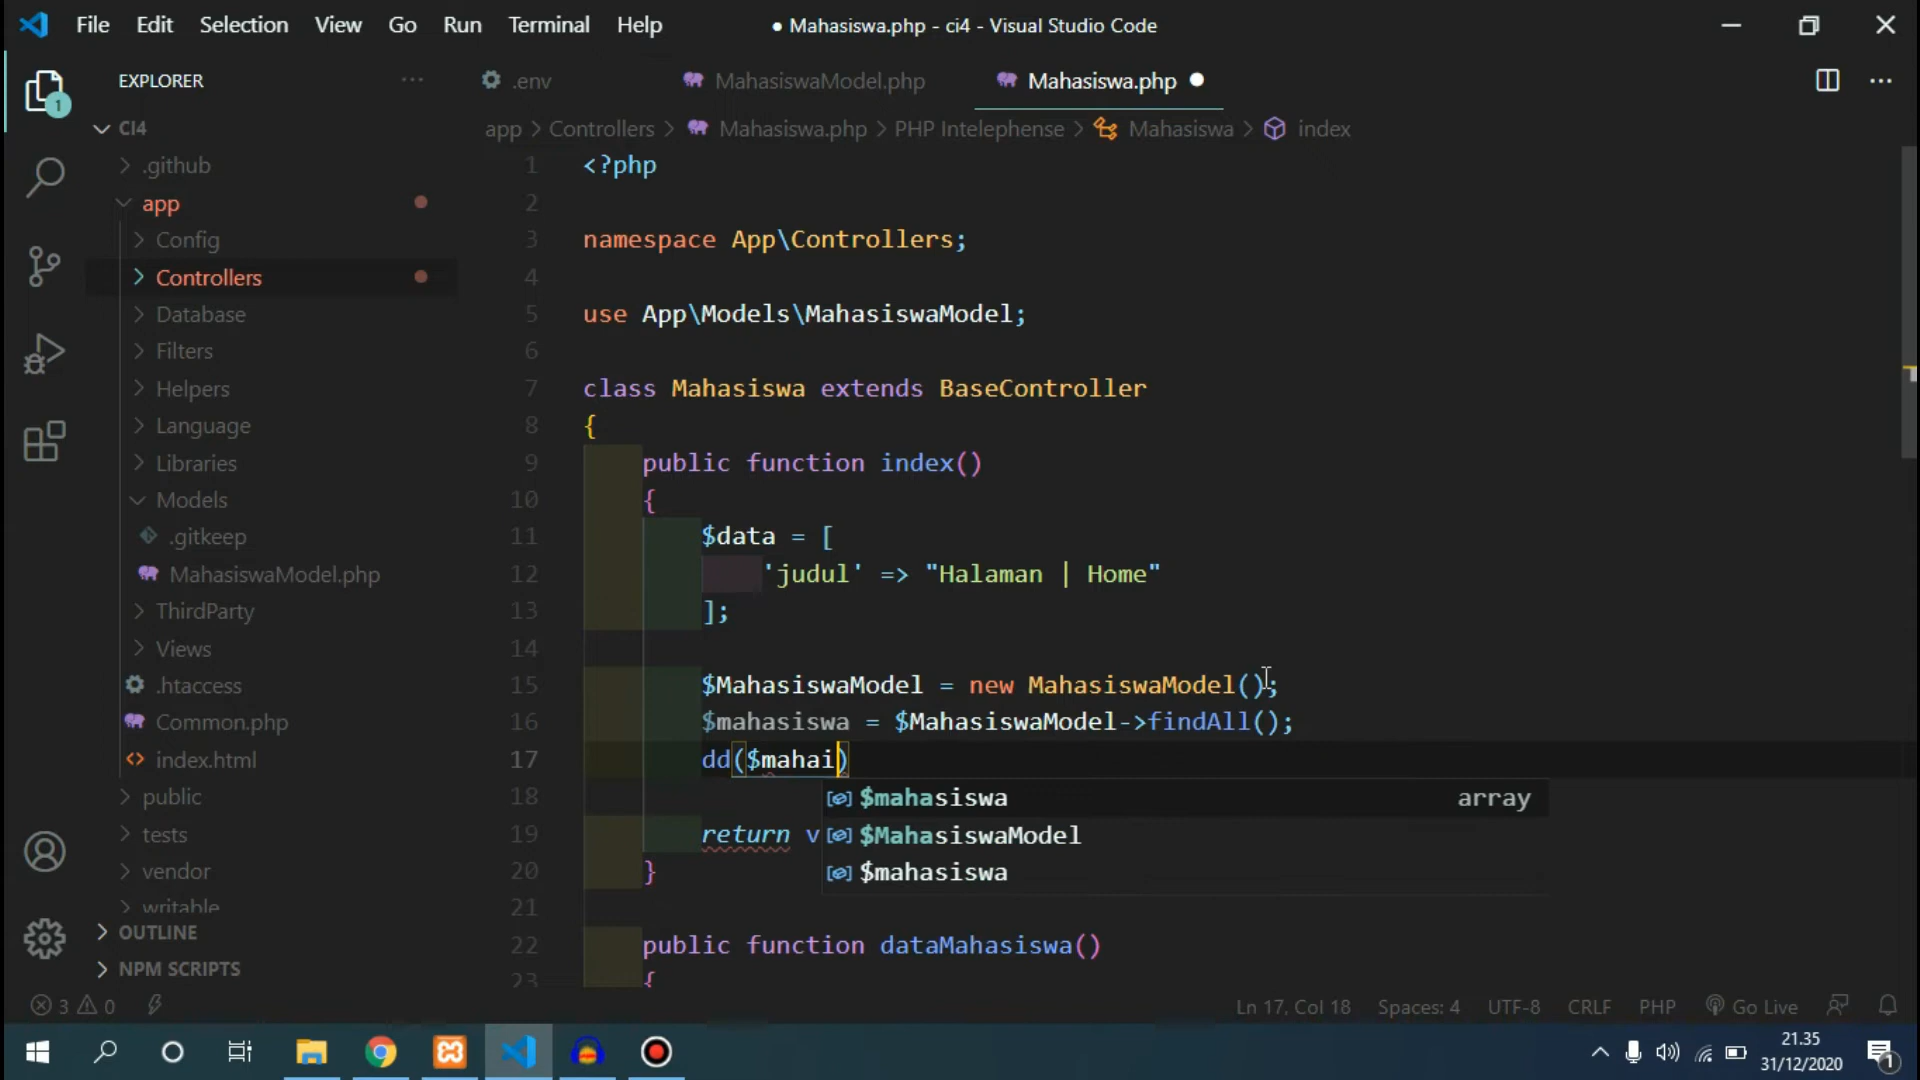 File Edit Selection View Go Run Terminal Help ● Mahasiswa.php - ci4 - Visual Studio Code
EXPLORER ···
.env MahasiswaModel.php Mahasiswa.php ●
app > Controllers > Mahasiswa.php > PHP Intelephense > Mahasiswa > index
1
CI4
.github
app
Config
Controllers
Database
Filters
Helpers
Language
Libraries
Models
.gitkeep
MahasiswaModel.php
ThirdParty
Views
.htaccess
Common.php
index.html
public
tests
vendor
writable
OUTLINE
NPM SCRIPTS
1 <?php
2
3 namespace App\Controllers;
4
5 use App\Models\MahasiswaModel;
6
7 class Mahasiswa extends BaseController
8 {
9 public function index()
10 {
11 $data = [
12 'judul' => "Halaman | Home"
13 ];
14
15 $MahasiswaModel = new MahasiswaModel();
16 $mahasiswa = $MahasiswaModel->findAll();
17 dd($mahai)
18
19 return v
20 }
21
22 public function dataMahasiswa()
23 {
$mahasiswa array
$MahasiswaModel
$mahasiswa
3 0 Ln 17, Col 18 Spaces: 4 UTF-8 CRLF PHP Go Live
21.35
31/12/2020
1